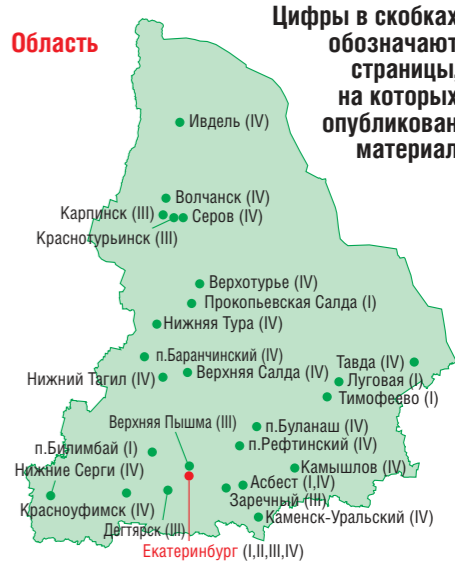 Область
Цифры в скобках
обозначают
страницы,
на которых
опубликован
материал
Ивдель (IV)
Волчанск (IV)
Карпинск (III)
Серов (IV)
Краснотурьинск (III)
Верхотурье (IV)
Прокопьевская Салда (I)
Нижняя Тура (IV)
п.Баранчинский (IV)
Тавда (IV)
Нижний Тагил (IV)
Верхняя Салда (IV)
Луговая (I)
Тимофеево (I)
Верхняя Пышма (III)
п.Буланаш (IV)
п.Рефтинский (IV)
п.Билимбай (I)
Нижние Серги (IV)
Камышлов (IV)
Асбест (I,IV)
Заречный (III)
Красноуфимск (IV)
Дегтярск (III)
Каменск-Уральский (IV)
Екатеринбург (I,II,III,IV)